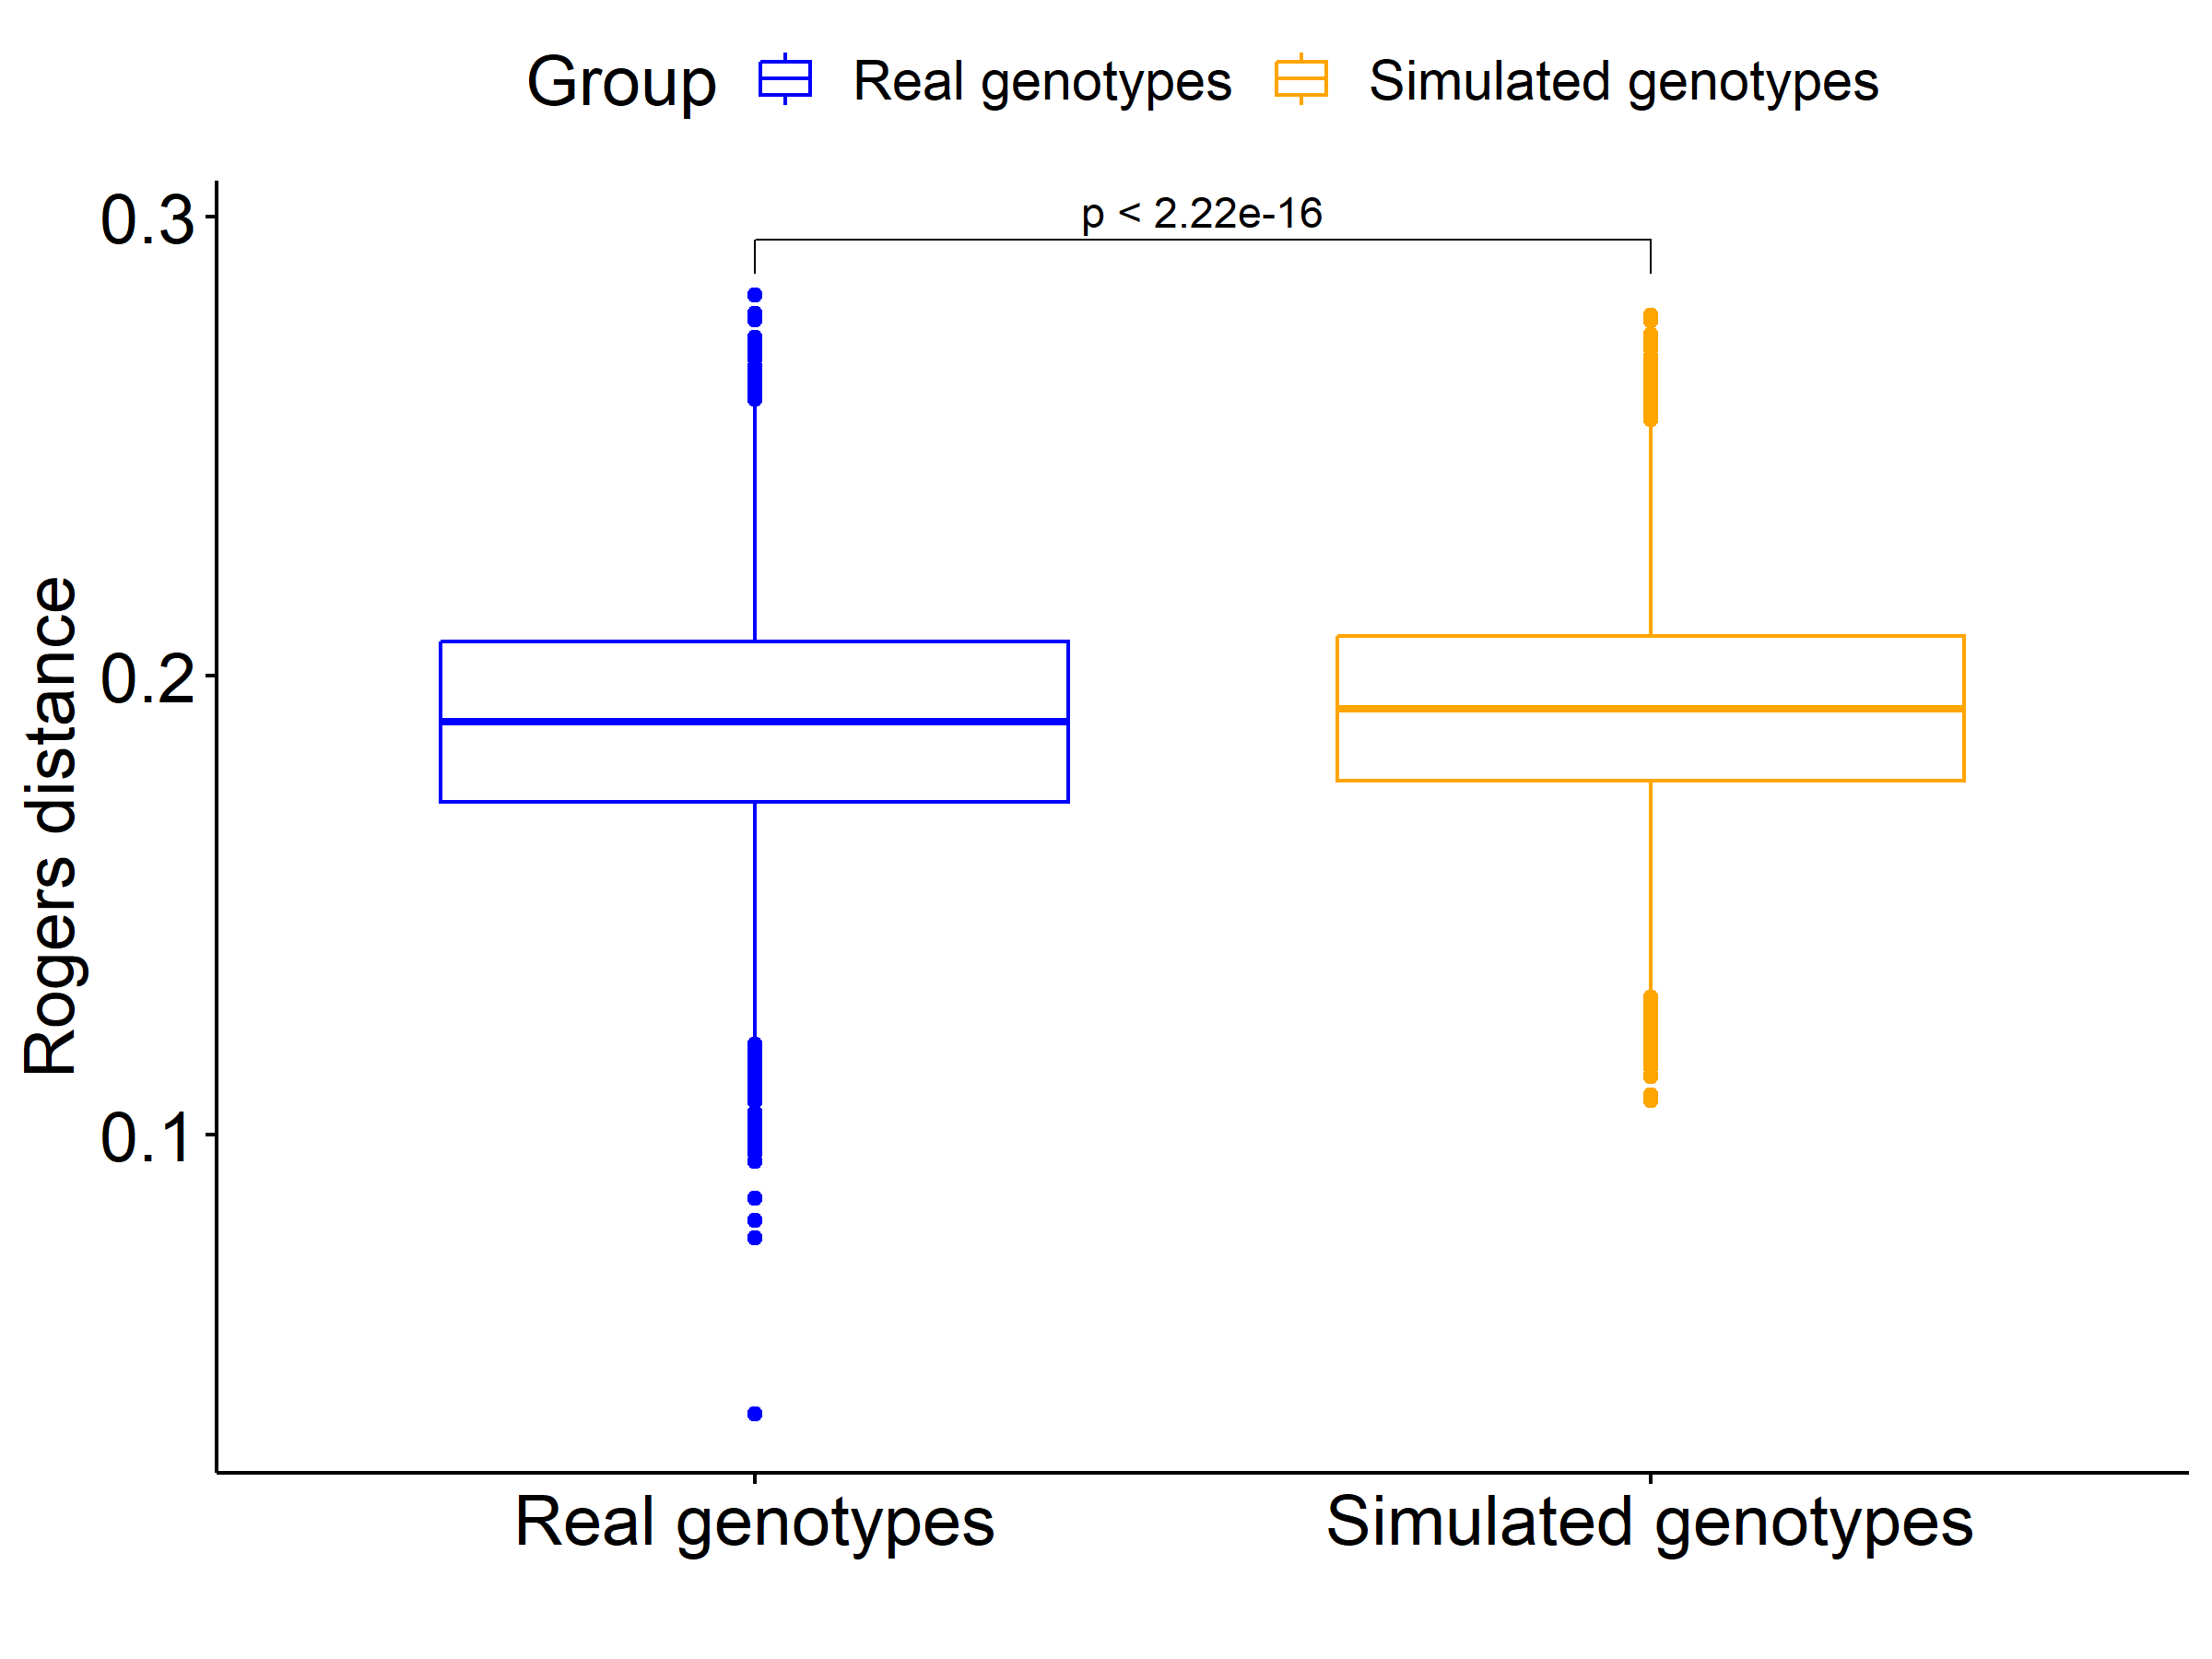 Group Real genotypes Simulated genotypes
p < 2.22e-16
0.3
0.2
0.1
Rogers distance
Real genotypes Simulated genotypes